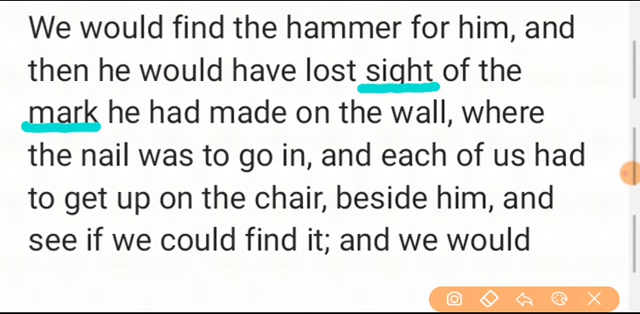 We would find the hammer for him, and
then he would have lost sight of the
mark he had made on the wall, where
the nail was to go in, and each of us had
to get up on the chair, beside him, and
see if we could find it; and we would